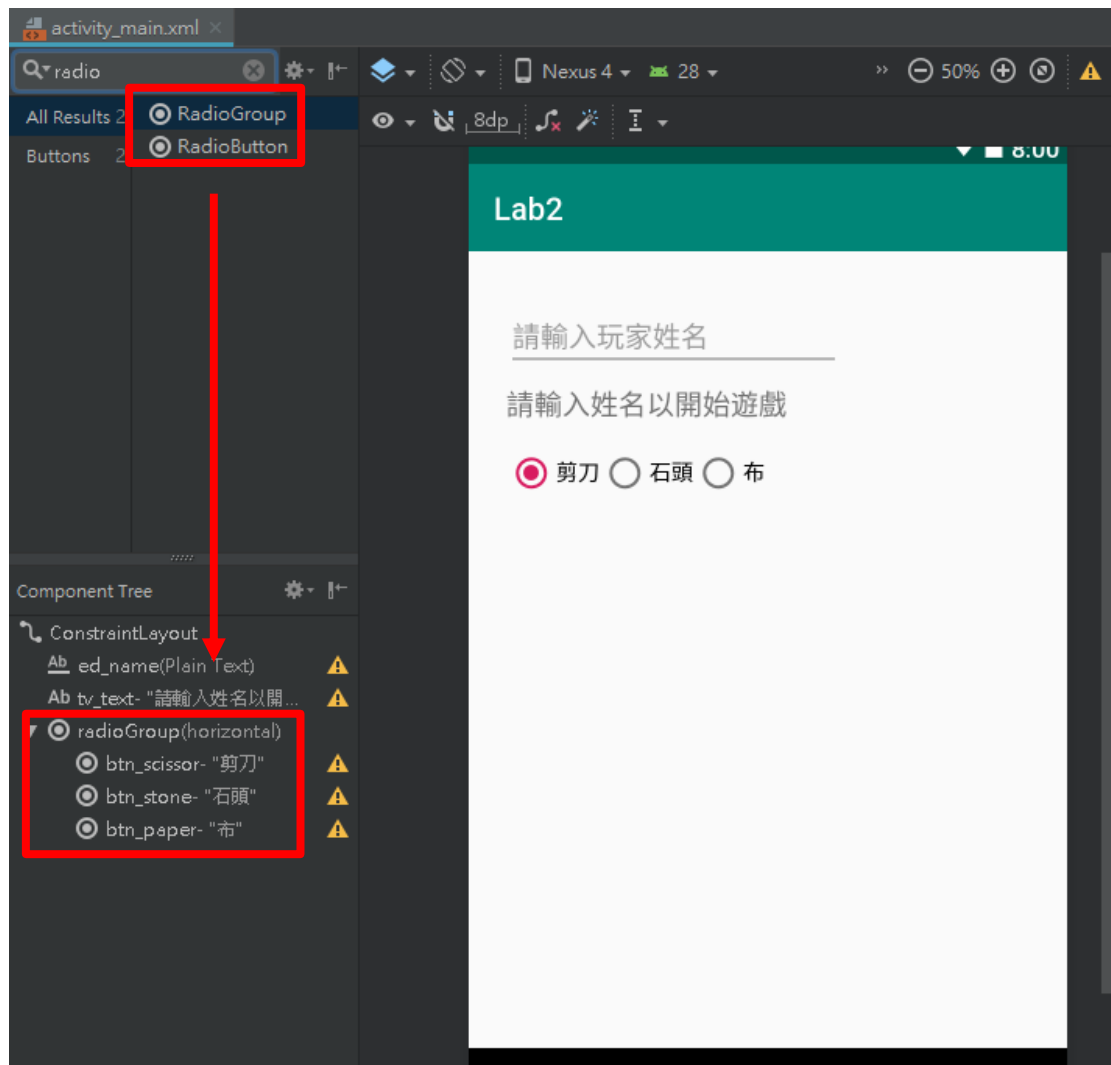 activity_main.xml
radio
Nexus 4
28
50%
All Results 2
RadioGroup
8dp
Buttons 2
RadioButton
8:00
Lab2
請輸入玩家姓名
請輸入姓名以開始遊戲
剪刀 石頭 布
Component Tree
ConstraintLayout
Ab ed_name(Plain Text)
Ab tv_text- "請輸入姓名以開...
radioGroup(horizontal)
btn_scissor- "剪刀"
btn_stone- "石頭"
btn_paper- "布"